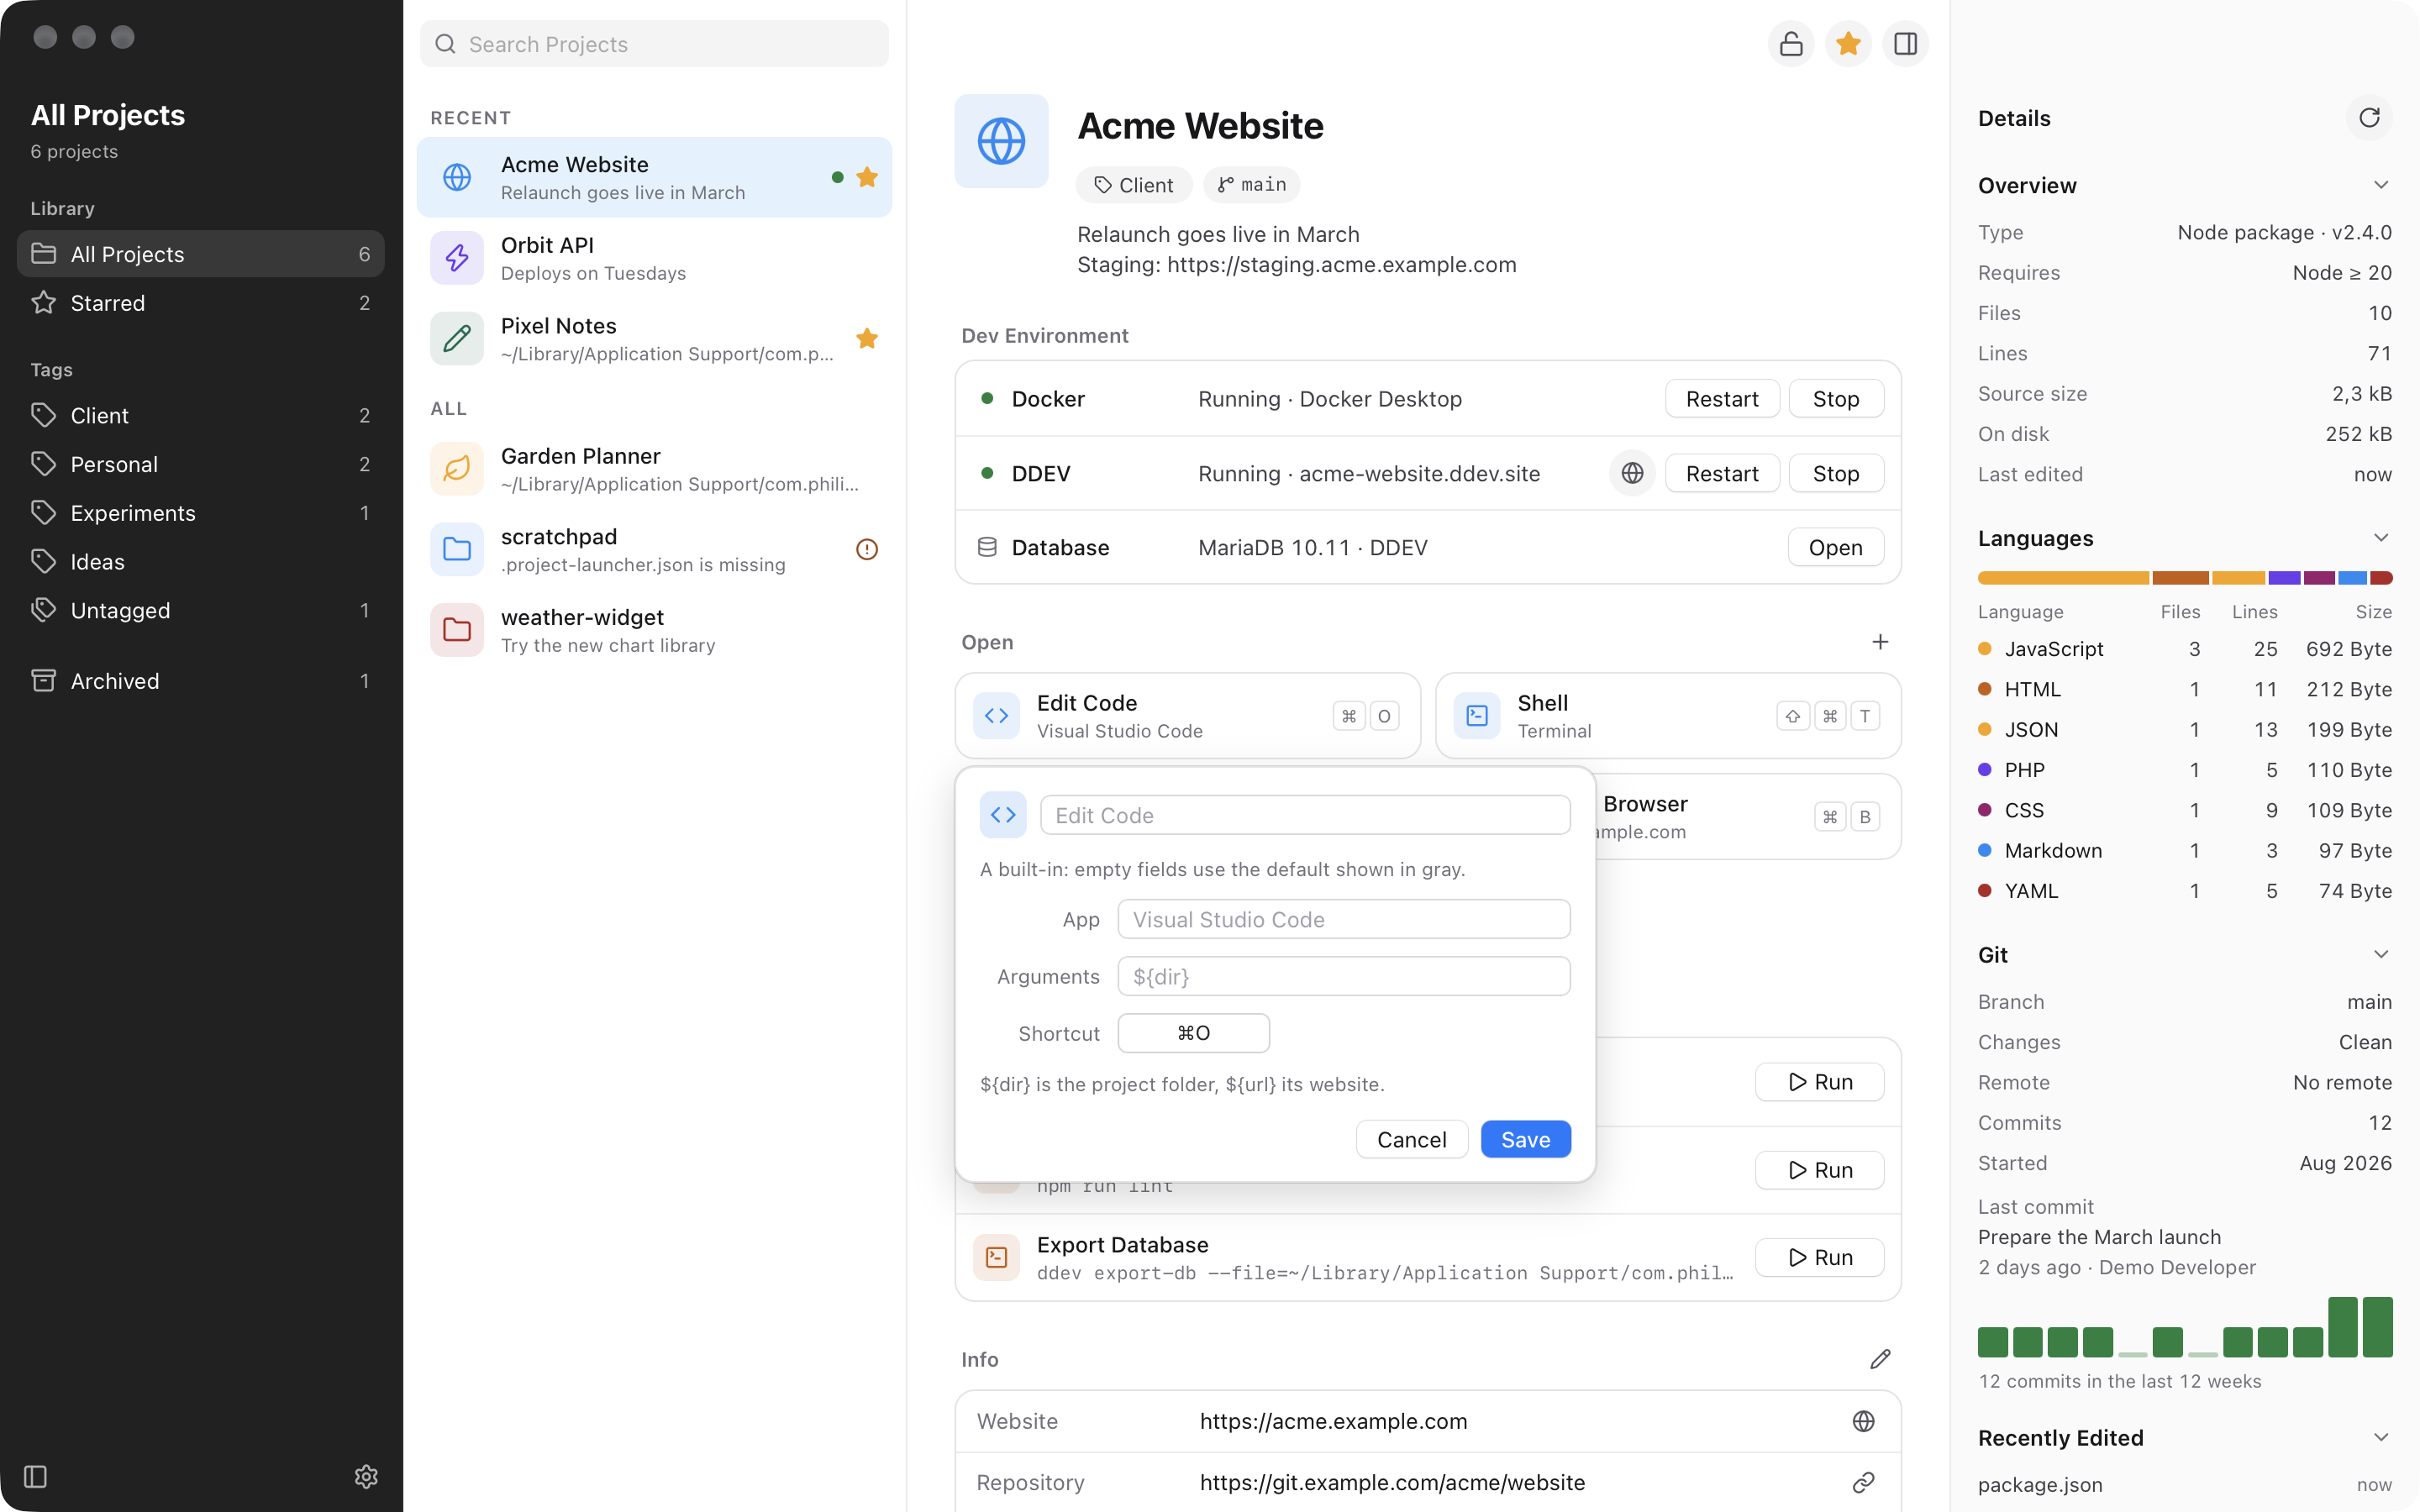 All Projects
6 projects
Library
All Projects 6
Starred 2
Tags
Client 2
Personal 2
Experiments 1
Ideas
Untagged 1
Archived 1
Search Projects
RECENT
Acme Website
Relaunch goes live in March
Orbit API
Deploys on Tuesdays
Pixel Notes
~/Library/Application Support/com.p...
ALL
Garden Planner
~/Library/Application Support/com.phili...
scratchpad
.project-launcher.json is missing
weather-widget
Try the new chart library
Acme Website
Client main
Relaunch goes live in March
Staging: https://staging.acme.example.com
Dev Environment
Docker Running · Docker Desktop Restart Stop
DDEV Running · acme-website.ddev.site Restart Stop
Database MariaDB 10.11 · DDEV Open
Open
Edit Code ⌘ O
Visual Studio Code
Shell ⇧ ⌘ T
Terminal
Browser ⌘ B
ample.com
Edit Code
A built-in: empty fields use the default shown in gray.
App Visual Studio Code
Arguments ${dir}
Shortcut ⌘O
${dir} is the project folder, ${url} its website.
Cancel Save
Run
Run
npm run lint
Export Database
ddev export-db --file=~/Library/Application Support/com.phil...
Run
Info
Website https://acme.example.com
Repository https://git.example.com/acme/website
Details
Overview
Type Node package · v2.4.0
Requires Node ≥ 20
Files 10
Lines 71
Source size 2,3 kB
On disk 252 kB
Last edited now
Languages
Language Files Lines Size
JavaScript 3 25 692 Byte
HTML 1 11 212 Byte
JSON 1 13 199 Byte
PHP 1 5 110 Byte
CSS 1 9 109 Byte
Markdown 1 3 97 Byte
YAML 1 5 74 Byte
Git
Branch main
Changes Clean
Remote No remote
Commits 12
Started Aug 2026
Last commit
Prepare the March launch
2 days ago · Demo Developer
12 commits in the last 12 weeks
Recently Edited
package.json now